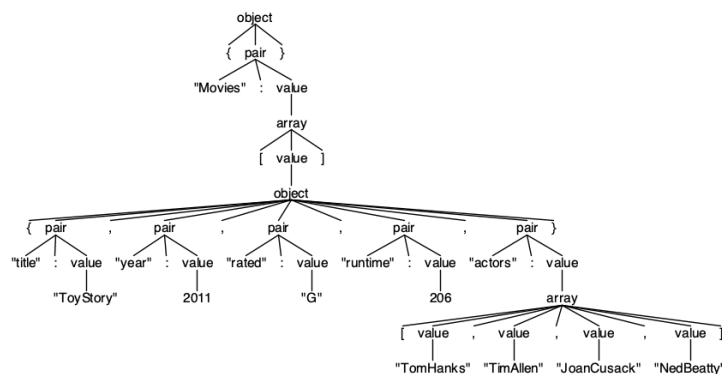 object
{ pair }
"Movies" : value
array
[ value ]
object
{ pair , pair , pair , pair , pair }
"title" : value "year" : value "rated" : value "runtime" : value "actors" : value
"ToyStory" 2011 "G" 206 array
[ value , value , value , value ]
"TomHanks" "TimAllen" "JoanCusack" "NedBeatty"